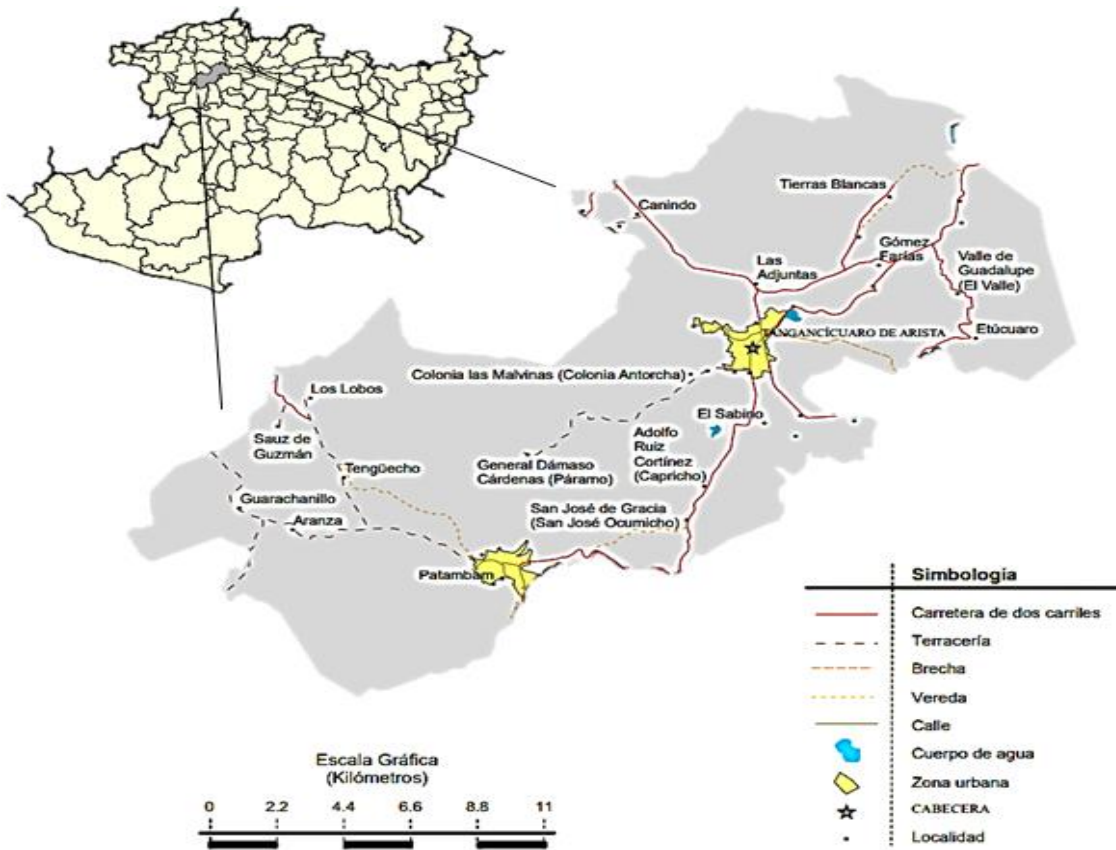 Tierras Blancas
Canindo
Gómez
Farías
Las
Adjuntas
Valle de
Guadalupe
(El Valle)
TANGANCÍCUARO DE ARISTA
Etúcuaro
Colonia las Malvinas (Colonia Antorcha)
Los Lobos
El Sabino
Sauz de
Guzmán
Adolfo
Ruiz
Cortínez
(Capricho)
General Dámaso
Cárdenas (Páramo)
Tengüecho
Guarachanillo
San José de Gracia
(San José Ocumicho)
Aranza
Patambam
Simbología
Carretera de dos carriles
Terracería
Brecha
Vereda
Calle
Cuerpo de agua
Zona urbana
CABECERA
Localidad
Escala Gráfica
(Kilómetros)
0 2.2 4.4 6.6 8.8 11